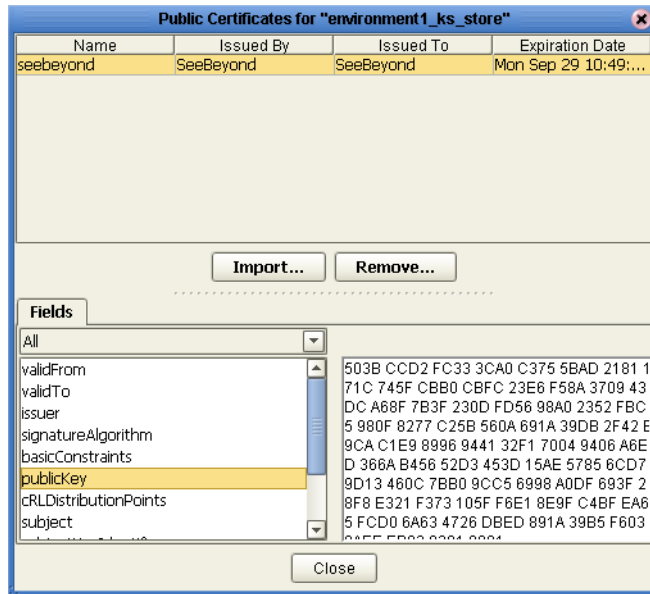 Public Certificates for "environment1_ks_store"
Name Issued By Issued To Expiration Date
seebeyond SeeBeyond SeeBeyond Mon Sep 29 10:49:...
Import... Remove...
Fields
All
validFrom
validTo
issuer
signatureAlgorithm
basicConstraints
publicKey
cRLDistributionPoints
subject
503B CCD2 FC33 3CA0 C375 5BAD 2181 1
71C 745F CBB0 CBFC 23E6 F58A 3709 43
DC A68F 7B3F 230D FD56 98A0 2352 FBC
5 980F 8277 C25B 560A 691A 39DB 2F42 E
9CA C1E9 8996 9441 32F1 7004 9406 A6E
D 366A B456 52D3 453D 15AE 5785 6CD7
9D13 460C 7BB0 9CC5 6998 A0DF 693F 2
8F8 E321 F373 105F F6E1 8E9F C4BF EA6
5 FCD0 6A63 4726 DBED 891A 39B5 F603
Close